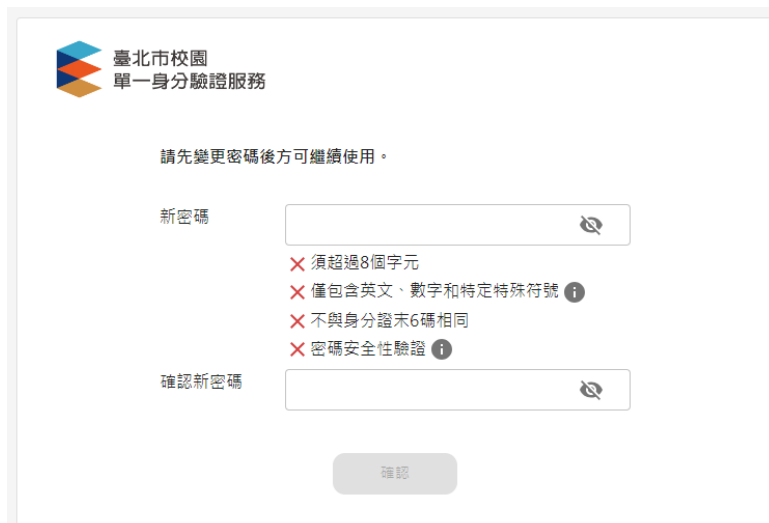 臺北市校園
單一身分驗證服務
請先變更密碼後方可繼續使用。
新密碼
須超過8個字元
僅包含英文、數字和特定特殊符號
不與身分證末6碼相同
密碼安全性驗證
確認新密碼
確認